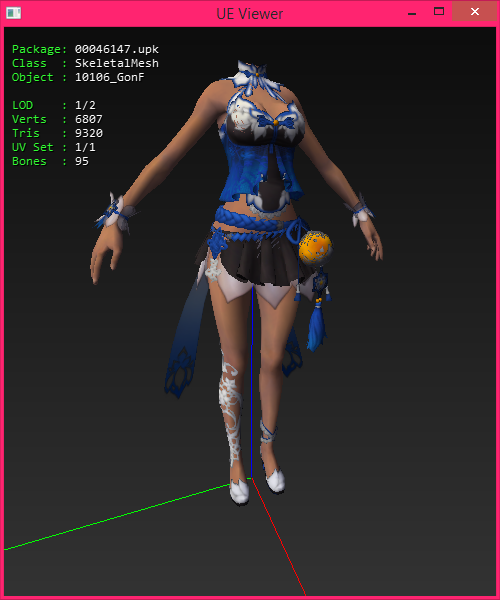 UE Viewer
Package: 00046147.upk
Class : SkeletalMesh
Object : 10106_GonF
LOD : 1/2
Verts : 6807
Tris : 9320
UV Set : 1/1
Bones : 95